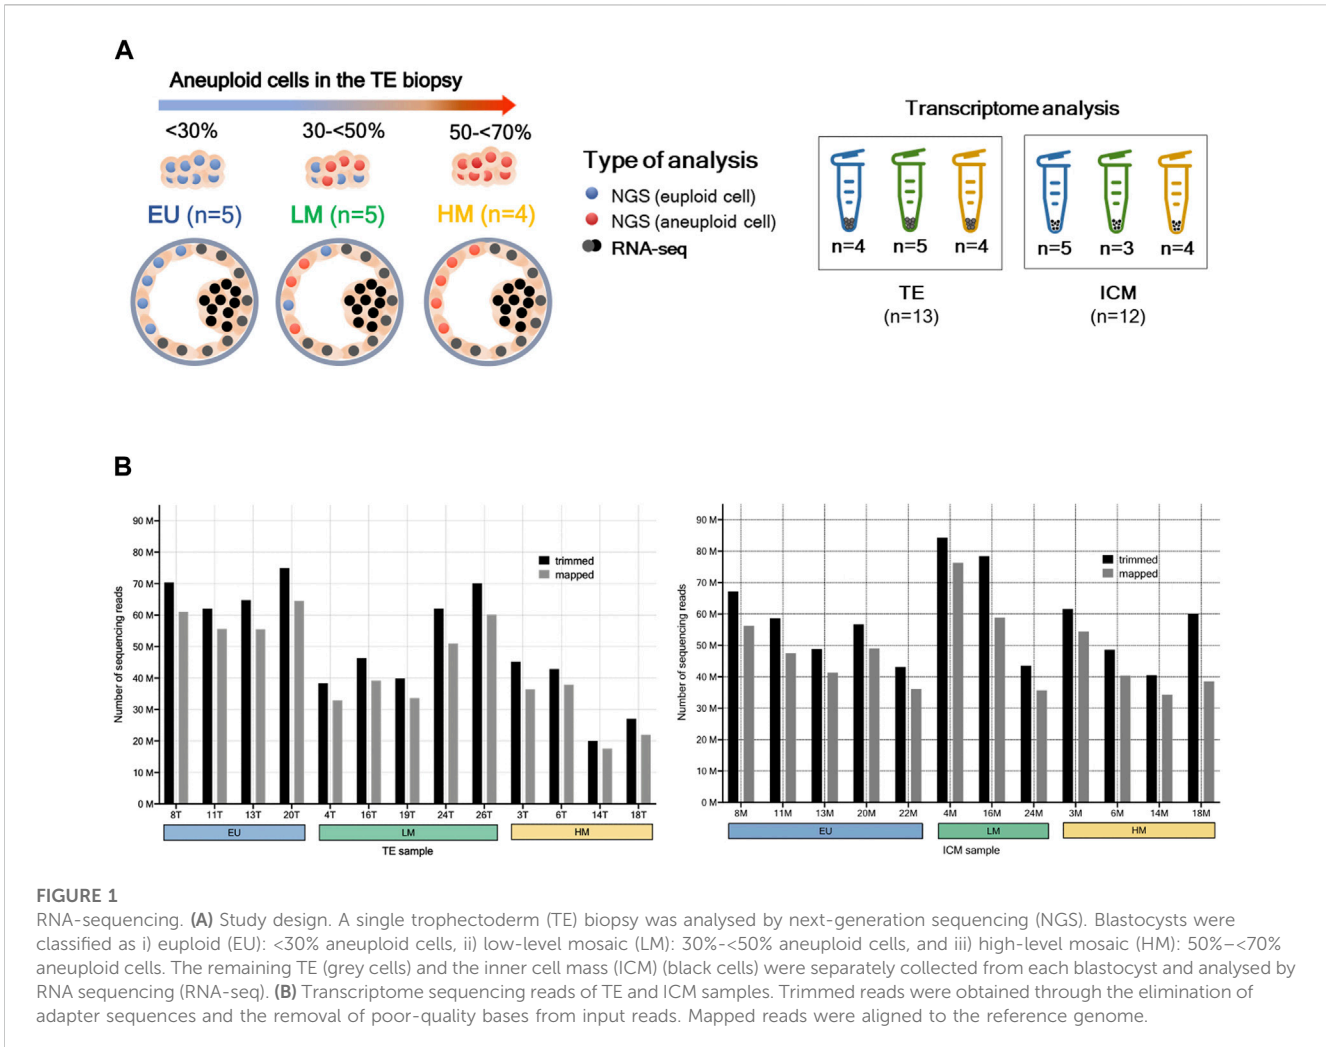 A
Aneuploid cells in the TE biopsy
<30%
30-<50%
50-<70%
EU (n=5)
LM (n=5)
HM (n=4)
Type of analysis
NGS (euploid cell)
NGS (aneuploid cell)
RNA-seq
Transcriptome analysis
n=4
n=5
n=4
n=5
n=3
n=4
TE
(n=13)
ICM
(n=12)
B
Number of sequencing reads
90 M
80 M
70 M
60 M
50 M
40 M
30 M
20 M
10 M
0 M
trimmed
mapped
8T 11T 13T 20T 4T 16T 19T 24T 26T 3T 6T 14T 18T
EU LM HM
TE sample
Number of sequencing reads
90 M
80 M
70 M
60 M
50 M
40 M
30 M
20 M
10 M
0 M
trimmed
mapped
8M 11M 13M 20M 22M 4M 16M 24M 3M 6M 14M 18M
EU LM HM
ICM sample
FIGURE 1
RNA-sequencing. (A) Study design. A single trophectoderm (TE) biopsy was analysed by next-generation sequencing (NGS). Blastocysts were
classified as i) euploid (EU): <30% aneuploid cells, ii) low-level mosaic (LM): 30%-<50% aneuploid cells, and iii) high-level mosaic (HM): 50%–<70%
aneuploid cells. The remaining TE (grey cells) and the inner cell mass (ICM) (black cells) were separately collected from each blastocyst and analysed by
RNA sequencing (RNA-seq). (B) Transcriptome sequencing reads of TE and ICM samples. Trimmed reads were obtained through the elimination of
adapter sequences and the removal of poor-quality bases from input reads. Mapped reads were aligned to the reference genome.